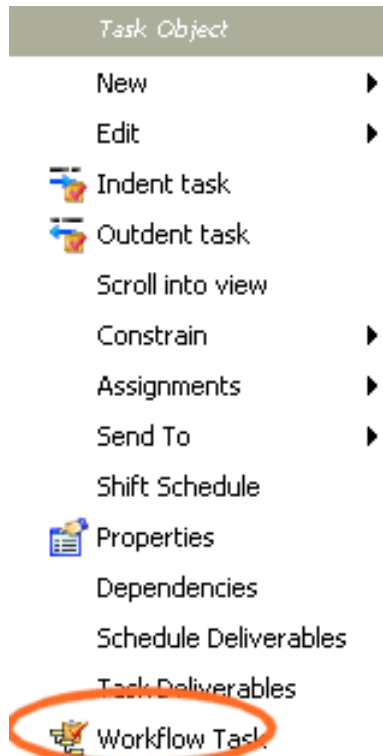 Task Object
New
Edit
Indent task
Outdent task
Scroll into view
Constrain
Assignments
Send To
Shift Schedule
Properties
Dependencies
Schedule Deliverables
Task Deliverables
Workflow Task